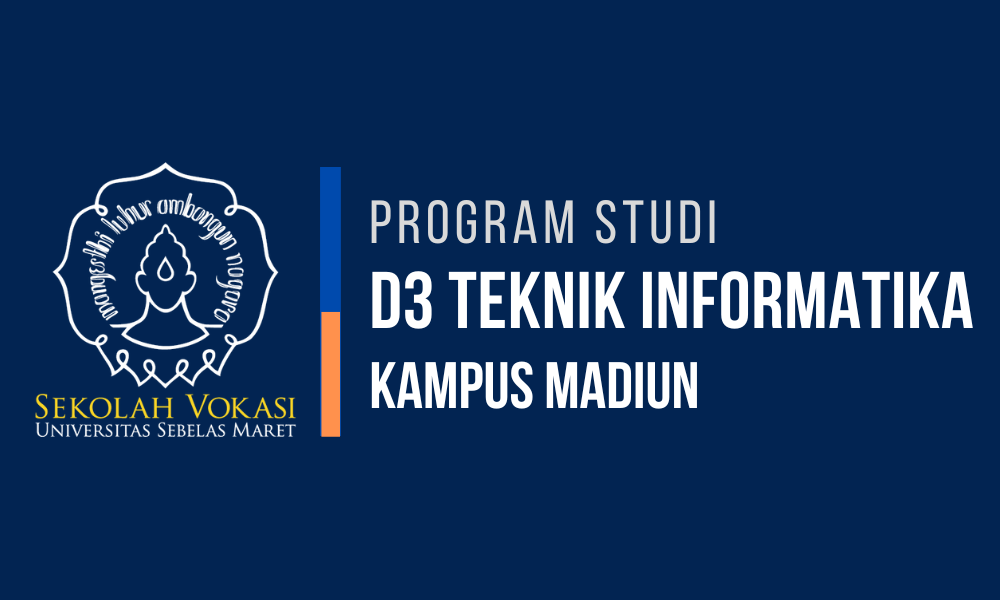 mangesthi luhur ambangun nagara
SEKOLAH VOKASI
UNIVERSITAS SEBELAS MARET
PROGRAM STUDI
D3 TEKNIK INFORMATIKA
KAMPUS MADIUN